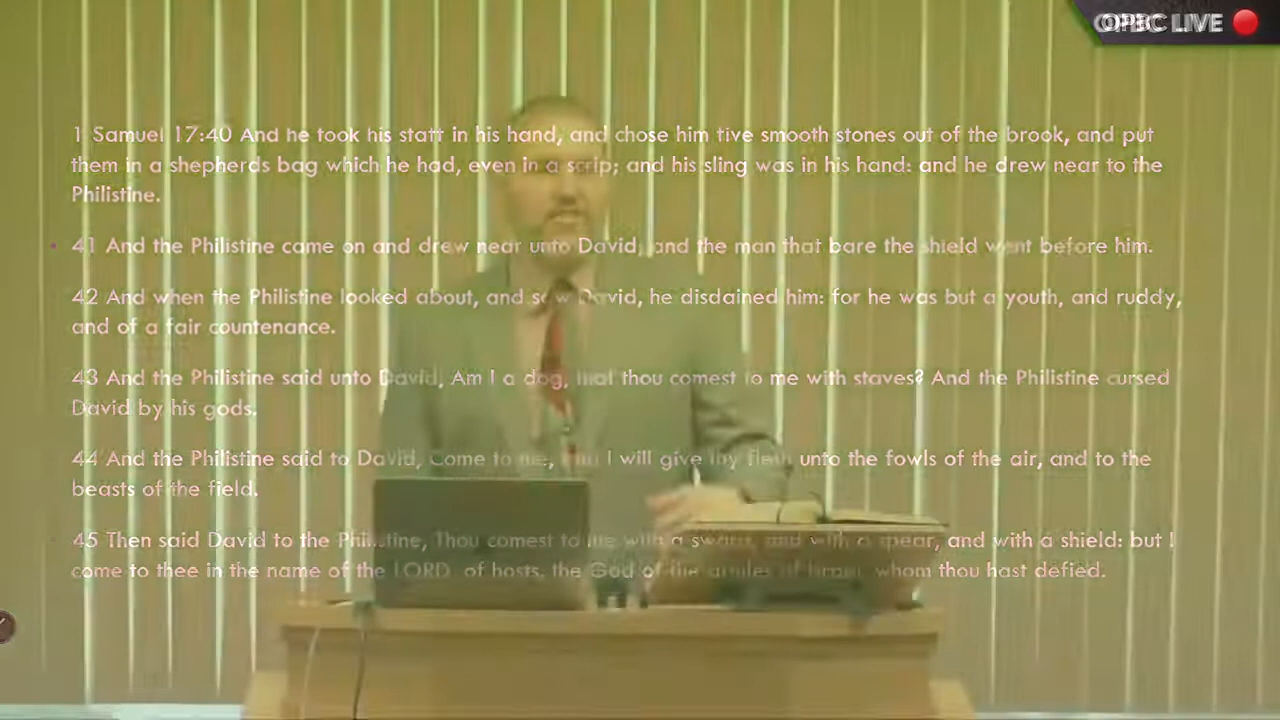 OPBC LIVE
1 Samuel 17:40 And he took his staff in his hand, and chose him five smooth stones out of the brook, and put
them in a shepherds bag which he had, even in a scrip; and his sling was in his hand: and he drew near to the
Philistine.
41 And the Philistine came on and drew near unto David; and the man that bare the shield went before him.
42 And when the Philistine looked about, and saw David, he disdained him: for he was but a youth, and ruddy,
and of a fair countenance.
43 And the Philistine said unto David, Am I a dog, that thou comest to me with staves? And the Philistine cursed
David by his gods.
44 And the Philistine said to David, Come to me, and I will give thy flesh unto the fowls of the air, and to the
beasts of the field.
45 Then said David to the Philistine, Thou comest to me with a sword, and with a spear, and with a shield: but I
come to thee in the name of the LORD of hosts, the God of the armies of Israel, whom thou hast defied.